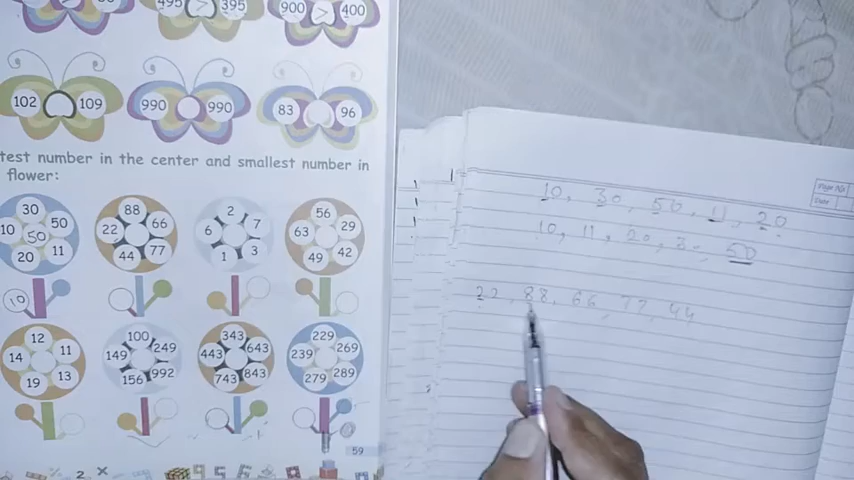 495 > 395
900 > 400
102 109
990 990
83 96
test number in the center and smallest number in
flower:
30
10 50 50
20 11
10
88
22 66
44 77
2
6 7
1 3
56
63 29
49 42
12
14 11
19 13
100
149 249
156 992
343
443 643
743 843
229
239 269
279 289
59
Page No
Date
10, 30, 50, 11, 20
10, 11, 20, 30, 50
22, 88, 66, 77, 44